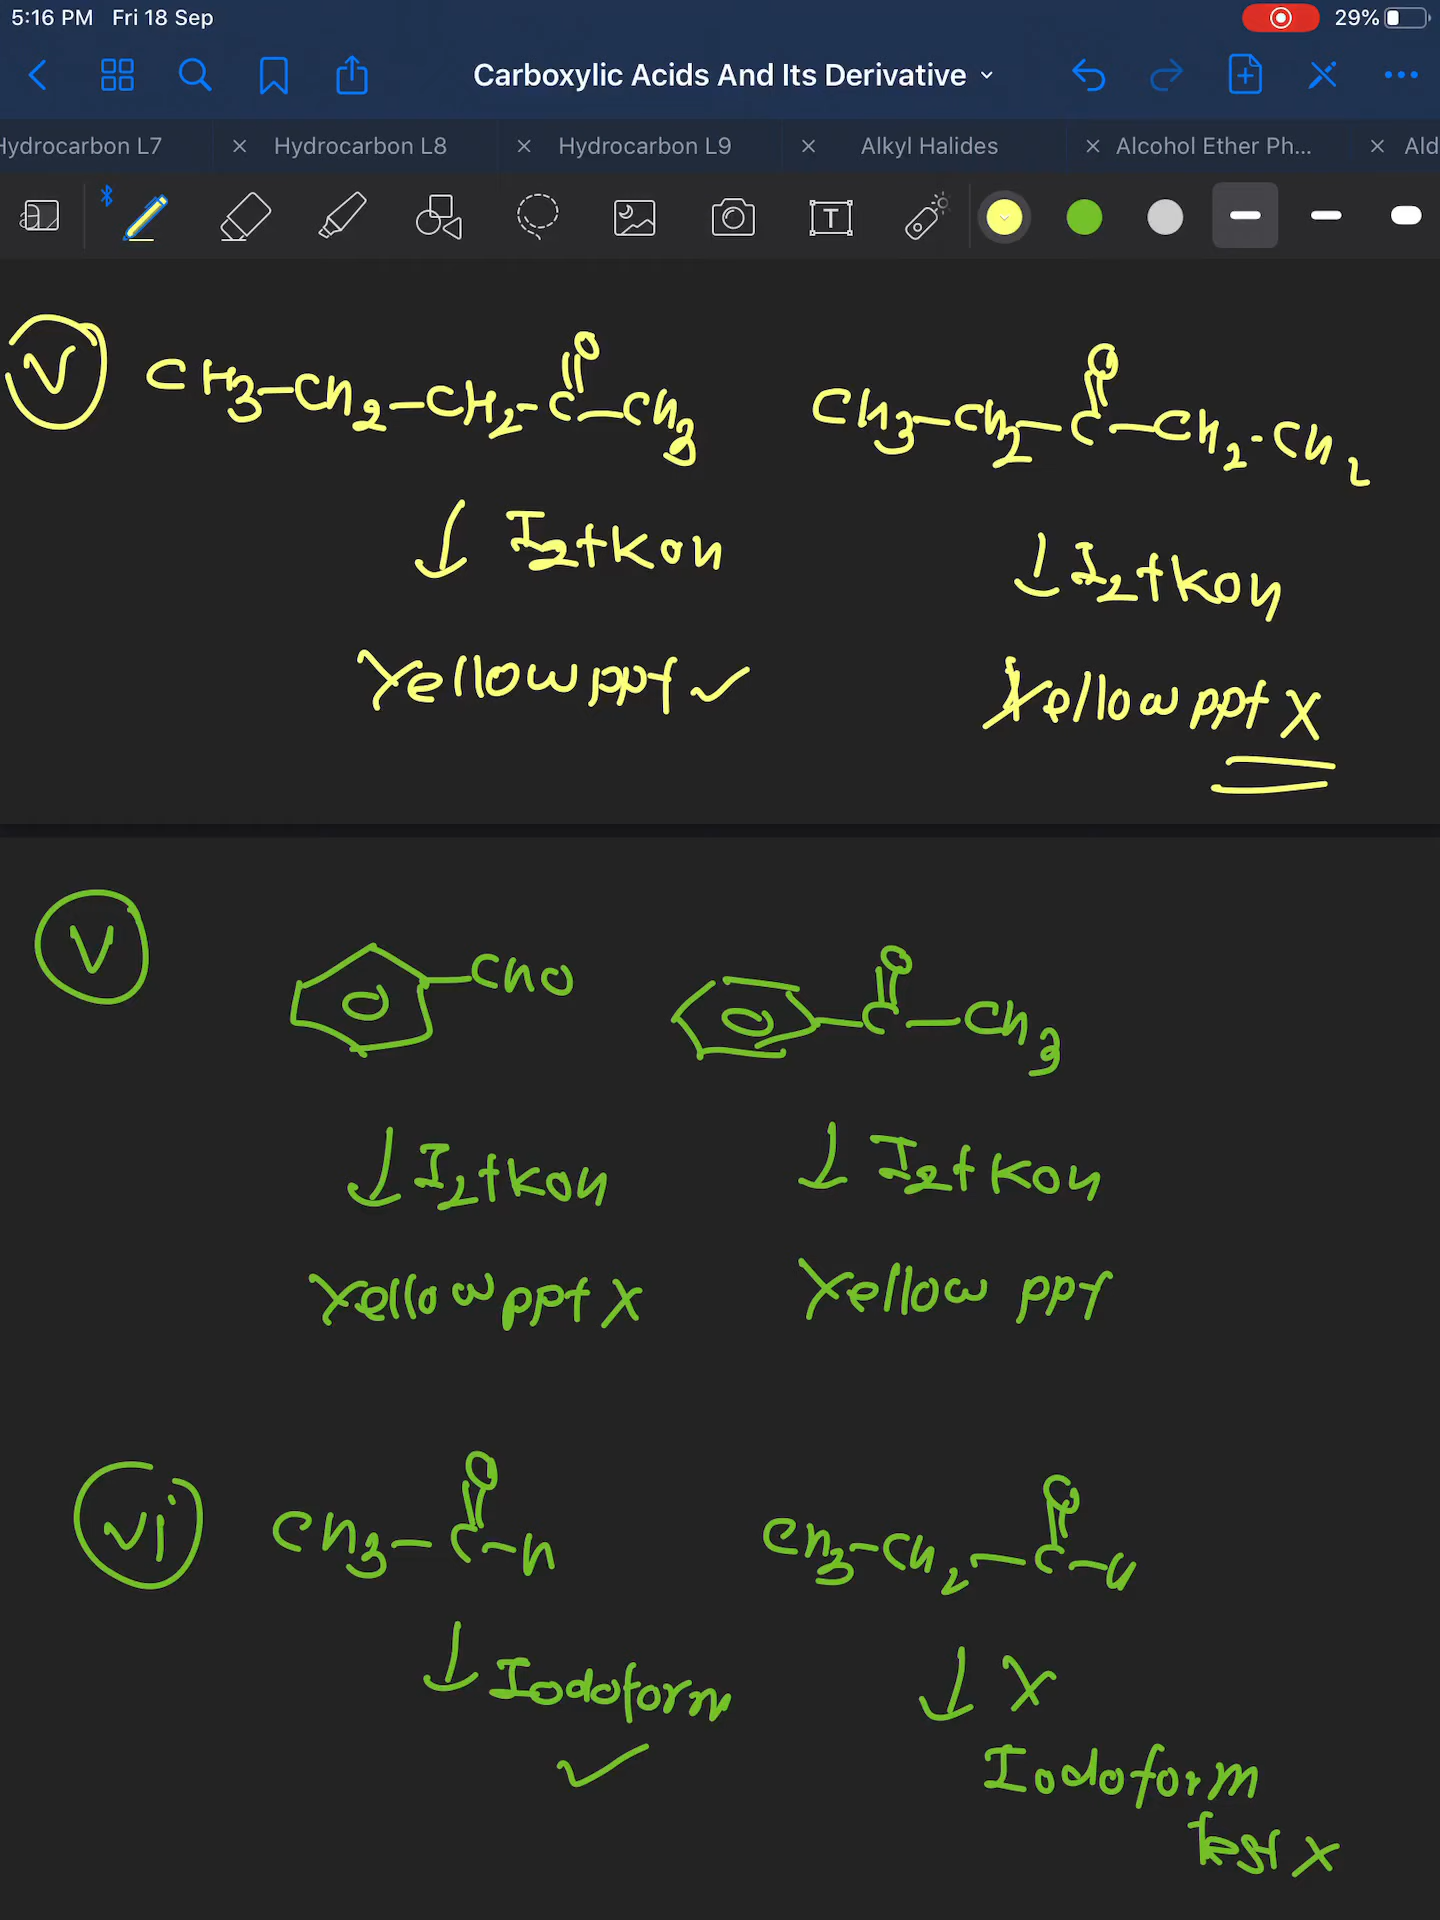 5:16 PM Fri 18 Sep 29%
Carboxylic Acids And Its Derivative
Hydrocarbon L7 × Hydrocarbon L8 × Hydrocarbon L9 × Alkyl Halides × Alcohol Ether Ph... × Ald
T
V CH3-CH2-CH2-C-CH3 CH3-CH2-C-CH2-CH2
O O
↓ I2+KOH ↓ I2+KOH
Yellow ppt ✓ Yellow ppt X
V CHO C-CH3
O
↓ I2+KOH ↓ I2+KOH
Yellow ppt X Yellow ppt
vi CH3-C-H CH3-CH2-C-H
O O
↓ Iodoform ↓ X
✓ Iodoform
test X